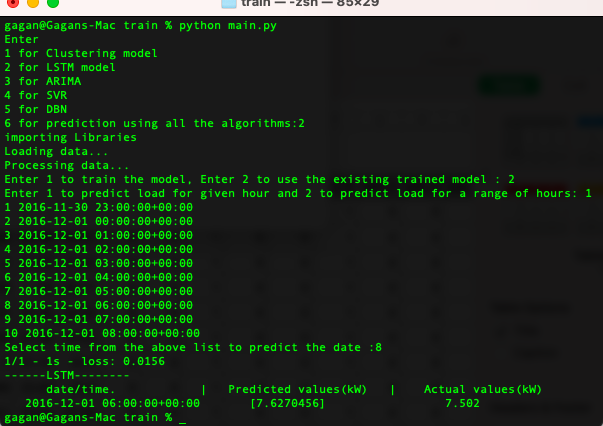 train — -zsh — 85×29
gagan@Gagans-Mac train % python main.py
Enter
1 for Clustering model
2 for LSTM model
3 for ARIMA
4 for SVR
5 for DBN
6 for prediction using all the algorithms:2
importing Libraries
Loading data...
Processing data...
Enter 1 to train the model, Enter 2 to use the existing trained model : 2
Enter 1 to predict load for given hour and 2 to predict load for a range of hours: 1
1 2016-11-30 23:00:00+00:00
2 2016-12-01 00:00:00+00:00
3 2016-12-01 01:00:00+00:00
4 2016-12-01 02:00:00+00:00
5 2016-12-01 03:00:00+00:00
6 2016-12-01 04:00:00+00:00
7 2016-12-01 05:00:00+00:00
8 2016-12-01 06:00:00+00:00
9 2016-12-01 07:00:00+00:00
10 2016-12-01 08:00:00+00:00
Select time from the above list to predict the date :8
1/1 - 1s - loss: 0.0156
------LSTM--------
date/time. | Predicted values(kW) | Actual values(kW)
2016-12-01 06:00:00+00:00 [7.6270456] 7.502
gagan@Gagans-Mac train % _